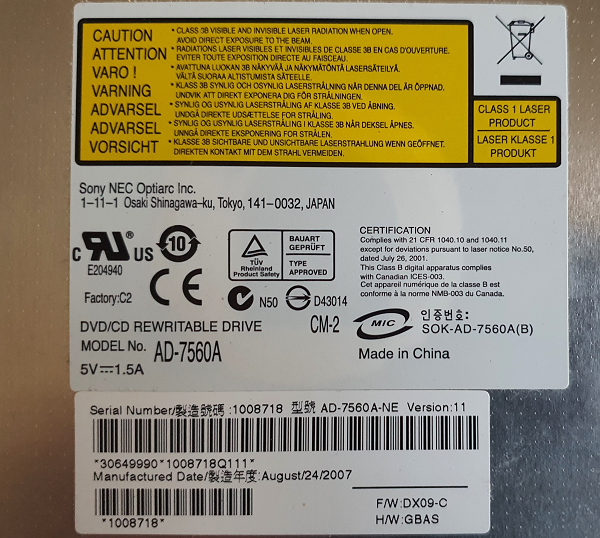 CAUTION
ATTENTION
VARO !
VARNING
ADVARSEL
ADVARSEL
VORSICHT
* CLASS 3B VISIBLE AND INVISIBLE LASER RADIATION WHEN OPEN.
AVOID DIRECT EXPOSURE TO THE BEAM.
* RADIATIONS LASER VISIBLES ET INVISIBLES DE CLASSE 3B EN CAS D'OUVERTURE.
EVITER TOUTE EXPOSITION DIRECTE AU FAISCEAU.
* AVATTUNA LUOKAN 3B NÄKYVÄÄ JA NÄKYMÄTÖNTÄ LASERSÄTEILYÄ.
VÄLTÄ SUORAA ALTISTUMISTA SÄTEELLE.
* KLASS 3B SYNLIG OCH OSYNLIG LASERSTRÅLNING NÄR DENNA DEL ÄR ÖPPNAD.
UNDVIK ATT DIREKT EXPONERA DIG FÖR STRÅLNINGEN.
* SYNLIG OG USYNLIG LASERSTRÅLING AF KLASSE 3B VED ÅBNING.
UNDGÅ DIREKTE UDSÆTTELSE FOR STRÅLING.
* SYNLIG OG USYNLIG LASERSTRÅLING I KLASSE 3B NÅR DEKSEL ÅPNES.
UNNGÅ DIREKTE EKSPONERING FOR STRÅLEN.
* KLASSE 3B SICHTBARE UND UNSICHTBARE LASERSTRAHLUNG WENN GEÖFFNET.
DIREKTEN KONTAKT MIT DEM STRAHL VERMEIDEN.
CLASS 1 LASER
PRODUCT
LASER KLASSE 1
PRODUKT
Sony NEC Optiarc Inc.
1-11-1 Osaki Shinagawa-ku, Tokyo, 141-0032, JAPAN
c RU US
E204940
10
TÜV
Rheinland
Product Safety
BAUART
GEPRÜFT
TYPE
APPROVED
CERTIFICATION
Complies with 21 CFR 1040.10 and 1040.11
except for deviations pursuant to laser notice No.50,
dated July 26, 2001.
This Class B digital apparatus complies
with Canadian ICES-003.
Cet appareil numérique de la classe B est
conforme à la norme NMB-003 du Canada.
Factory:C2
CE
N50
D43014
DVD/CD REWRITABLE DRIVE
CM-2
MIC
인증번호:
SOK-AD-7560A(B)
MODEL No. AD-7560A
5V⎓1.5A
Made in China
Serial Number/製造號碼:1008718 型號 AD-7560A-NE Version:11
*30649990*1008718Q111*
Manufactured Date/製造年度:August/24/2007
*1008718*
F/W:DX09-C
H/W:GBAS